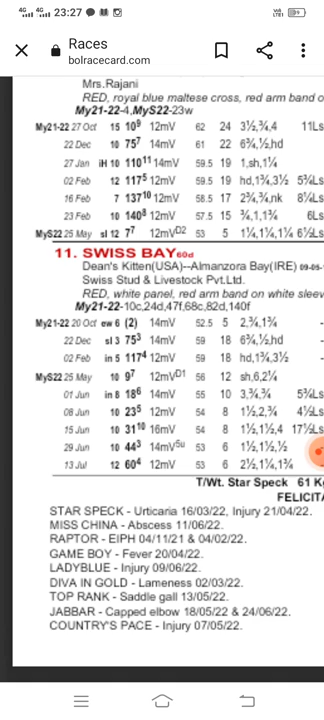 4G 4G 23:27
Races
bolracecard.com
Mrs.Rajani
RED, royal blue maltese cross, red arm band o
My21-22-4,MyS22-23w
My21-22 27 Oct 15 10⁹ 12mV 62 24 3½,¾,4 11Ls
22 Dec 10 75⁷ 14mV 61 22 6¾,½,hd
27 Jan iH 10 110¹¹ 14mV 59.5 19 1,sh,1¼
02 Feb 12 117⁵ 12mV 59.5 19 hd,1¾,3½ 5¾Ls
16 Feb 7 137¹⁰ 12mV 58.5 17 2¾,¾,nk 8¼Ls
23 Feb 10 140⁸ 12mV 57.5 15 ¾,1,1¾ 6Ls
MyS22 25 May sl 12 7⁷ 12mVD2 53 5 1¼,1¼,1¼ 6½Ls
11. SWISS BAY 60d
Dean's Kitten(USA)--Almanzora Bay(IRE) 09-05-
Swiss Stud & Livestock Pvt.Ltd.
RED, white panel, red arm band on white sleev
My21-22-10c,24d,47f,68c,82d,140f
My21-22 20 Oct ew 6 (2) 14mV 52.5 5 2,¾,1¾ -
22 Dec sl 3 75³ 14mV 59 18 6¾,½,hd -
02 Feb in 5 117⁴ 12mV 59 18 hd,1¾,3½ -
MyS22 25 May 10 9⁷ 12mVD1 56 12 sh,6,2¼
01 Jun in 8 18⁶ 14mV 55 10 3,¾,¾ 5¾Ls
08 Jun 10 23⁵ 12mV 54 8 1½,2,¾ 4½Ls
15 Jun 10 31¹⁰ 16mV 54 8 1½,1½,4 17½Ls
29 Jun 10 44³ 14mV5u 53 6 1½,1½,½
13 Jul 12 60⁴ 12mV 53 6 2½,1¼,1¾
T/Wt. Star Speck 61 K
FELICIT
STAR SPECK - Urticaria 16/03/22, Injury 21/04/22.
MISS CHINA - Abscess 11/06/22.
RAPTOR - EIPH 04/11/21 & 04/02/22.
GAME BOY - Fever 20/04/22.
LADYBLUE - Injury 09/06/22.
DIVA IN GOLD - Lameness 02/03/22.
TOP RANK - Saddle gall 13/05/22.
JABBAR - Capped elbow 18/05/22 & 24/06/22.
COUNTRY'S PACE - Injury 07/05/22.